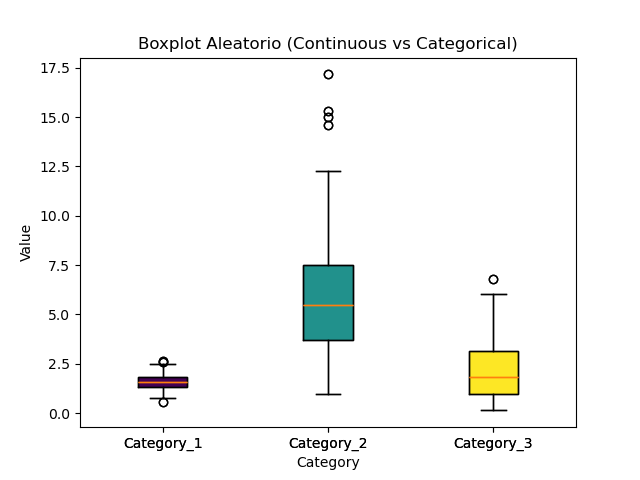 Boxplot Aleatorio (Continuous vs Categorical)
17.5
15.0
12.5
10.0
7.5
5.0
2.5
0.0
Value
Category_1 Category_2 Category_3
Category